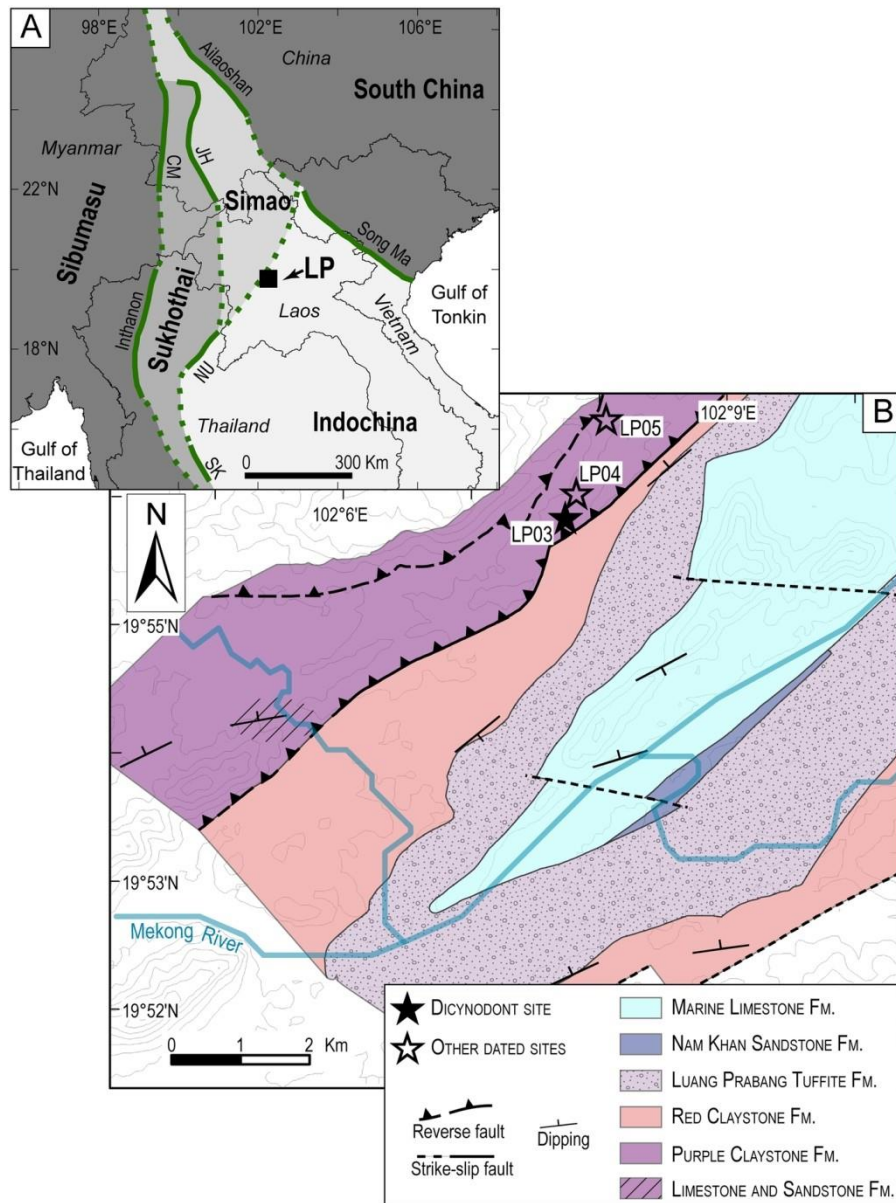 A
98°E
102°E
106°E
China
South China
Ailaoshan
Myanmar
CM
JH
22°N
Simao
Sibumasu
Song Ma
LP
Sukhothai
Inthanon
Laos
Vietnam
Gulf of
Tonkin
18°N
NU
Thailand
Indochina
Gulf of
Thailand
SK
0 300 Km
B
102°9'E
LP05
LP04
LP03
102°6'E
N
19°55'N
19°53'N
Mekong River
19°52'N
0 1 2 Km
DICYNODONT SITE
OTHER DATED SITES
Reverse fault
Strike-slip fault
Dipping
MARINE LIMESTONE FM.
NAM KHAN SANDSTONE FM.
LUANG PRABANG TUFFITE FM.
RED CLAYSTONE FM.
PURPLE CLAYSTONE FM.
LIMESTONE AND SANDSTONE FM.